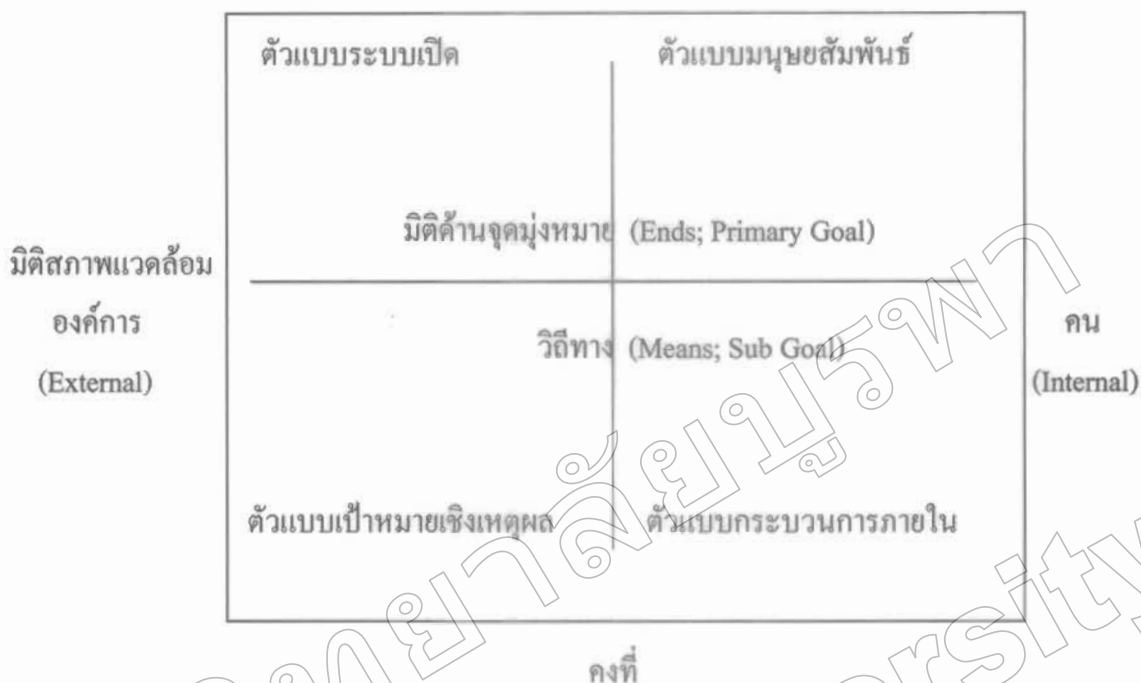 ตัวแบบระบบเปิด ตัวแบบมนุษยสัมพันธ์
มิติด้านจุดมุ่งหมาย (Ends; Primary Goal)
มิติสภาพแวดล้อม
องค์การ
(External)
คน
(Internal)
วิถีทาง (Means; Sub Goal)
ตัวแบบเป้าหมายเชิงเหตุผล ตัวแบบกระบวนการภายใน
คงที่